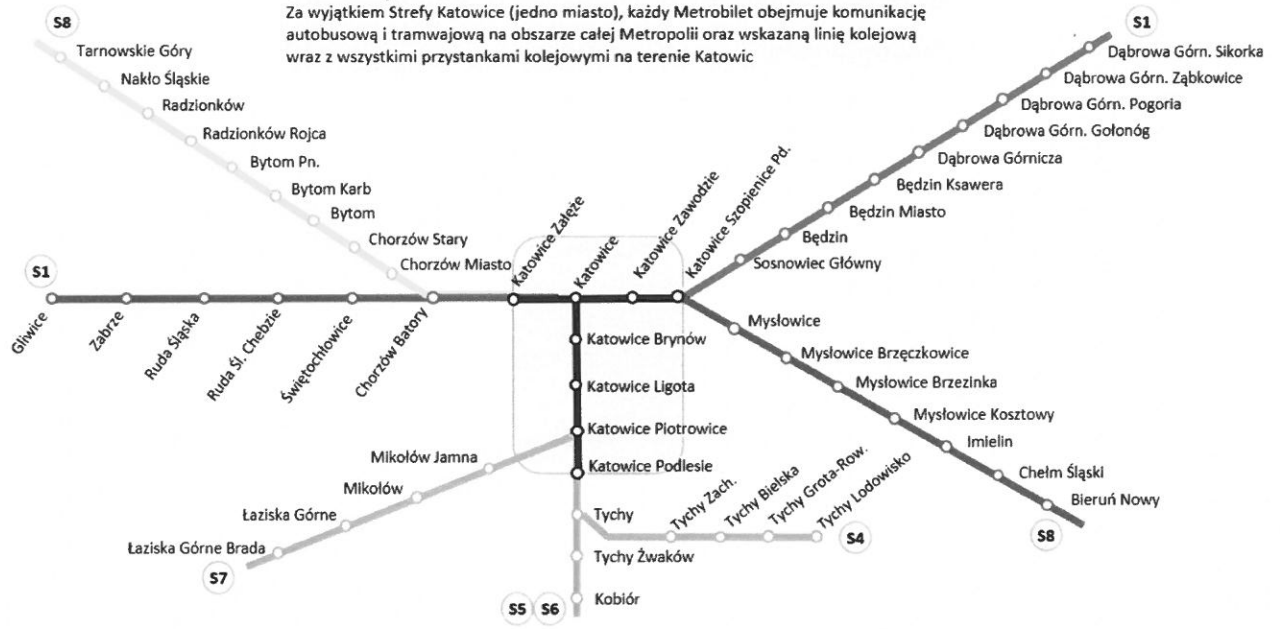 Za wyjątkiem Strefy Katowice (jedno miasto), każdy Metrobilet obejmuje komunikację
autobusową i tramwajową na obszarze całej Metropolii oraz wskazaną linię kolejową
wraz z wszystkimi przystankami kolejowymi na terenie Katowic
S8
Tarnowskie Góry
Nakło Śląskie
Radzionków
Radzionków Rojca
Bytom Pn.
Bytom Karb
Bytom
Chorzów Stary
Chorzów Miasto
S1
Dąbrowa Górn. Sikorka
Dąbrowa Górn. Ząbkowice
Dąbrowa Górn. Pogoria
Dąbrowa Górn. Gołonóg
Dąbrowa Górnicza
Będzin Ksawera
Będzin Miasto
Będzin
Sosnowiec Główny
S1
Gliwice
Zabrze
Ruda Śląska
Ruda Śl. Chebzie
Świętochłowice
Chorzów Batory
Katowice Załęże
Katowice
Katowice Zawodzie
Katowice Szopienice Pd.
Katowice Brynów
Katowice Ligota
Katowice Piotrowice
Katowice Podlesie
Mysłowice
Mysłowice Brzęczkowice
Mysłowice Brzezinka
Mysłowice Kosztowy
Imielin
Chełm Śląski
Bieruń Nowy
S8
Mikołów Jamna
Mikołów
Łaziska Górne
Łaziska Górne Brada
S7
Tychy
Tychy Zach.
Tychy Bielska
Tychy Grota-Row.
Tychy Lodowisko
S4
Tychy Żwaków
Kobiór
S5
S6